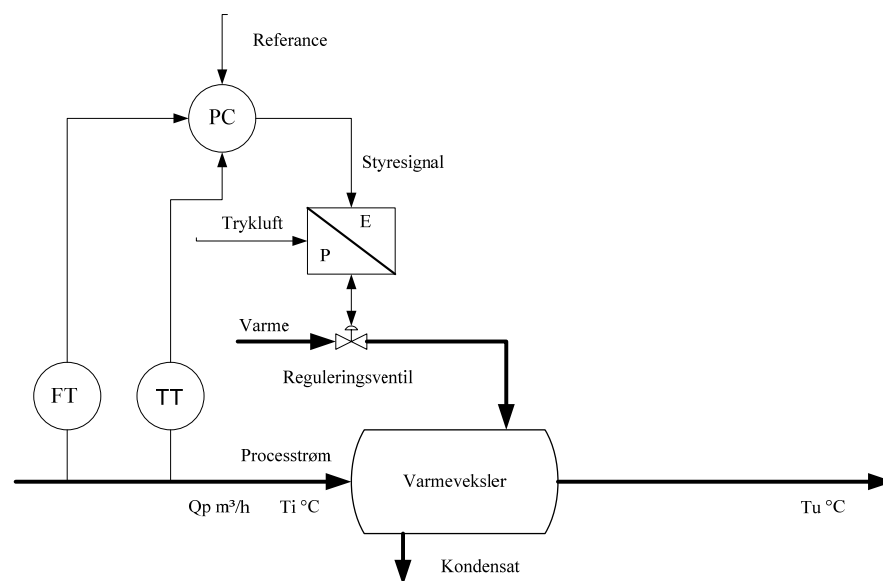 Referance
PC
Styresignal
Trykluft
E
P
Varme
Reguleringsventil
FT
TT
Processtrøm
Varmeveksler
Qp m³/h
Ti °C
Tu °C
Kondensat